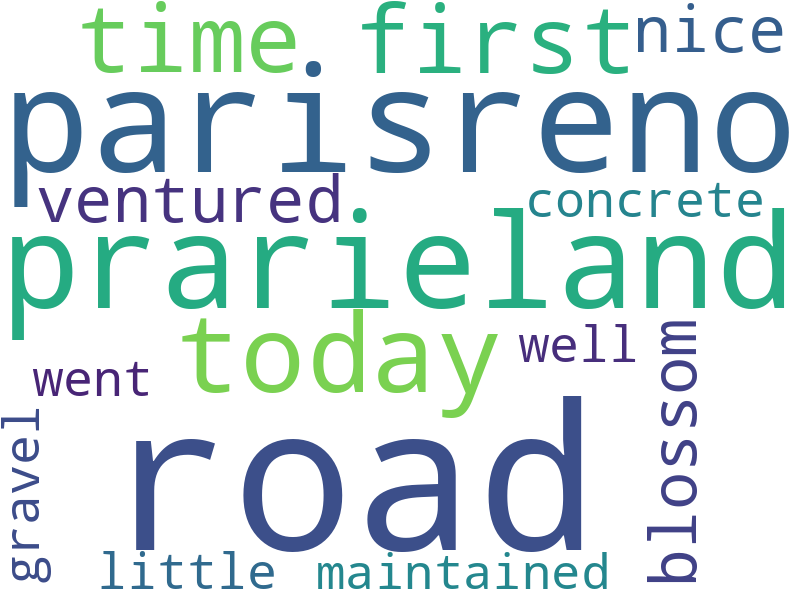 time first nice
parisreno
ventured concrete
prarieland
today well
went blossom
road
gravel
little maintained